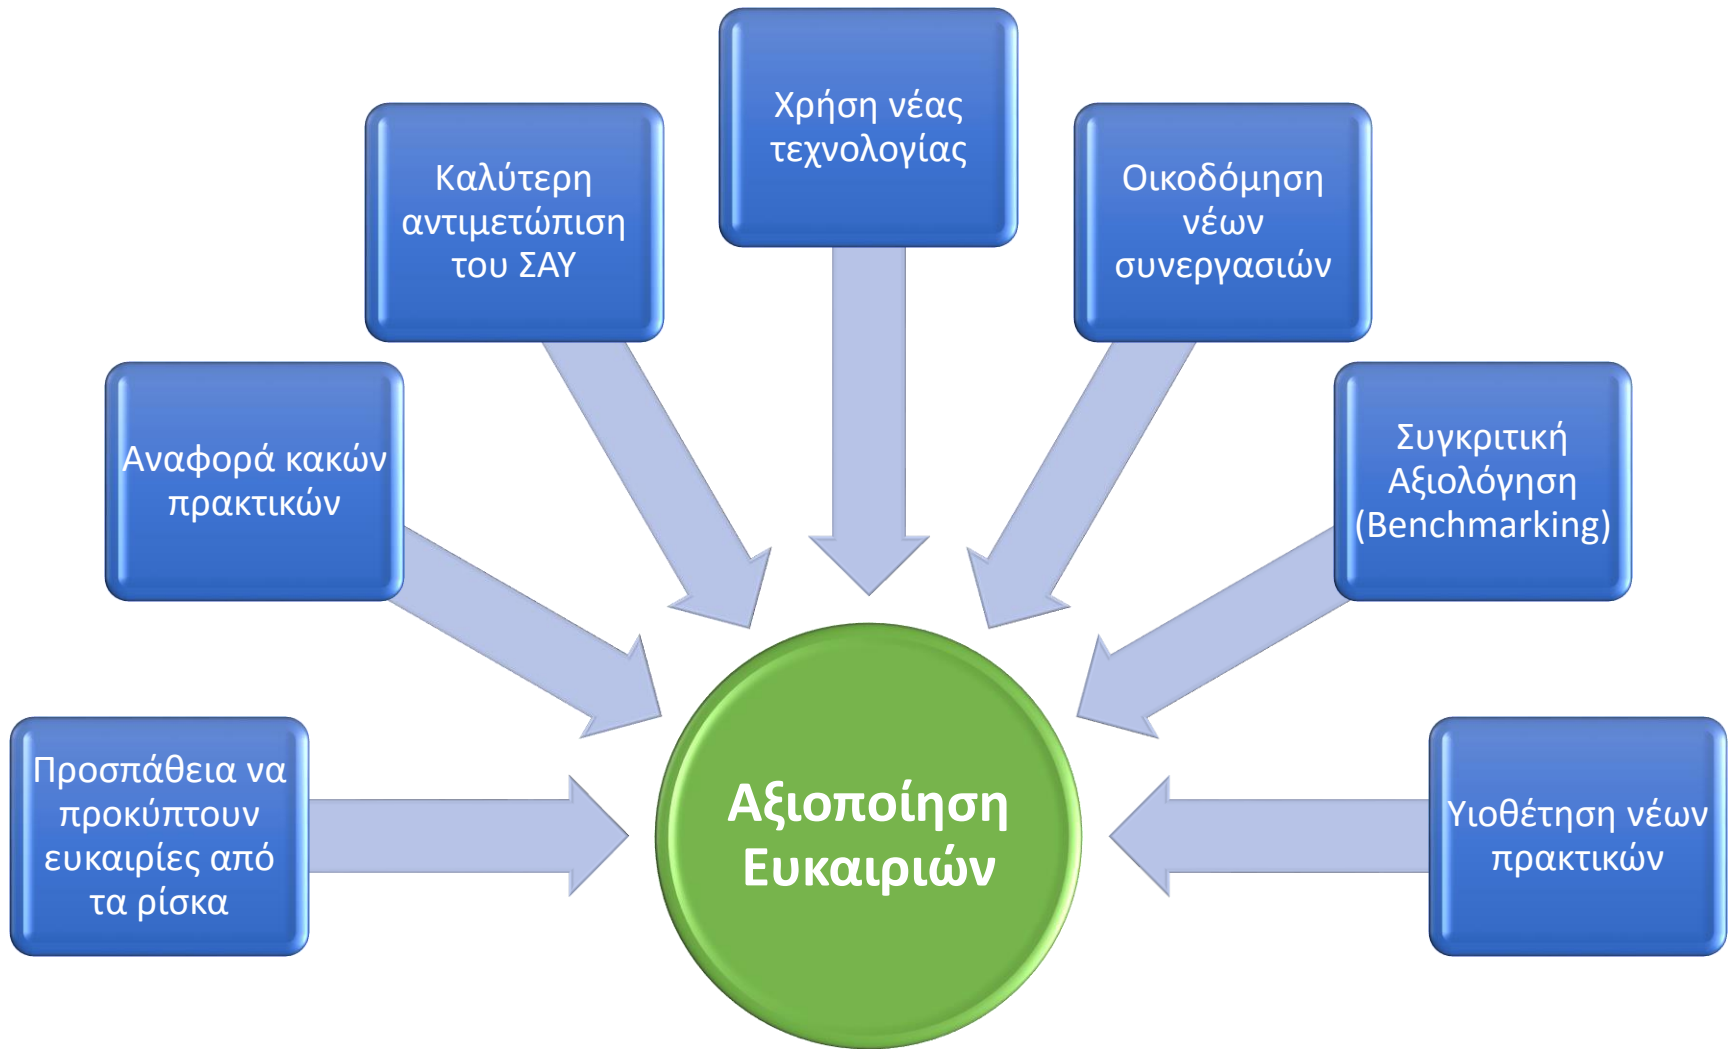 Χρήση νέας
τεχνολογίας
Καλύτερη
αντιμετώπιση
του ΣΑΥ
Οικοδόμηση
νέων
συνεργασιών
Αναφορά κακών
πρακτικών
Συγκριτική
Αξιολόγηση
(Benchmarking)
Προσπάθεια να
προκύπτουν
ευκαιρίες από
τα ρίσκα
Αξιοποίηση
Ευκαιριών
Υιοθέτηση νέων
πρακτικών